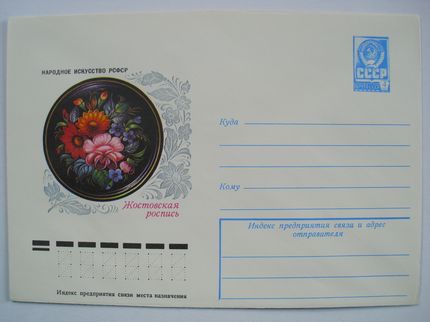 НАРОДНОЕ ИСКУССТВО РСФСР
СССР
Куда
Жостовская
роспись
Кому
Индекс предприятия связи и адрес
отправителя
Индекс предприятия связи места назначения